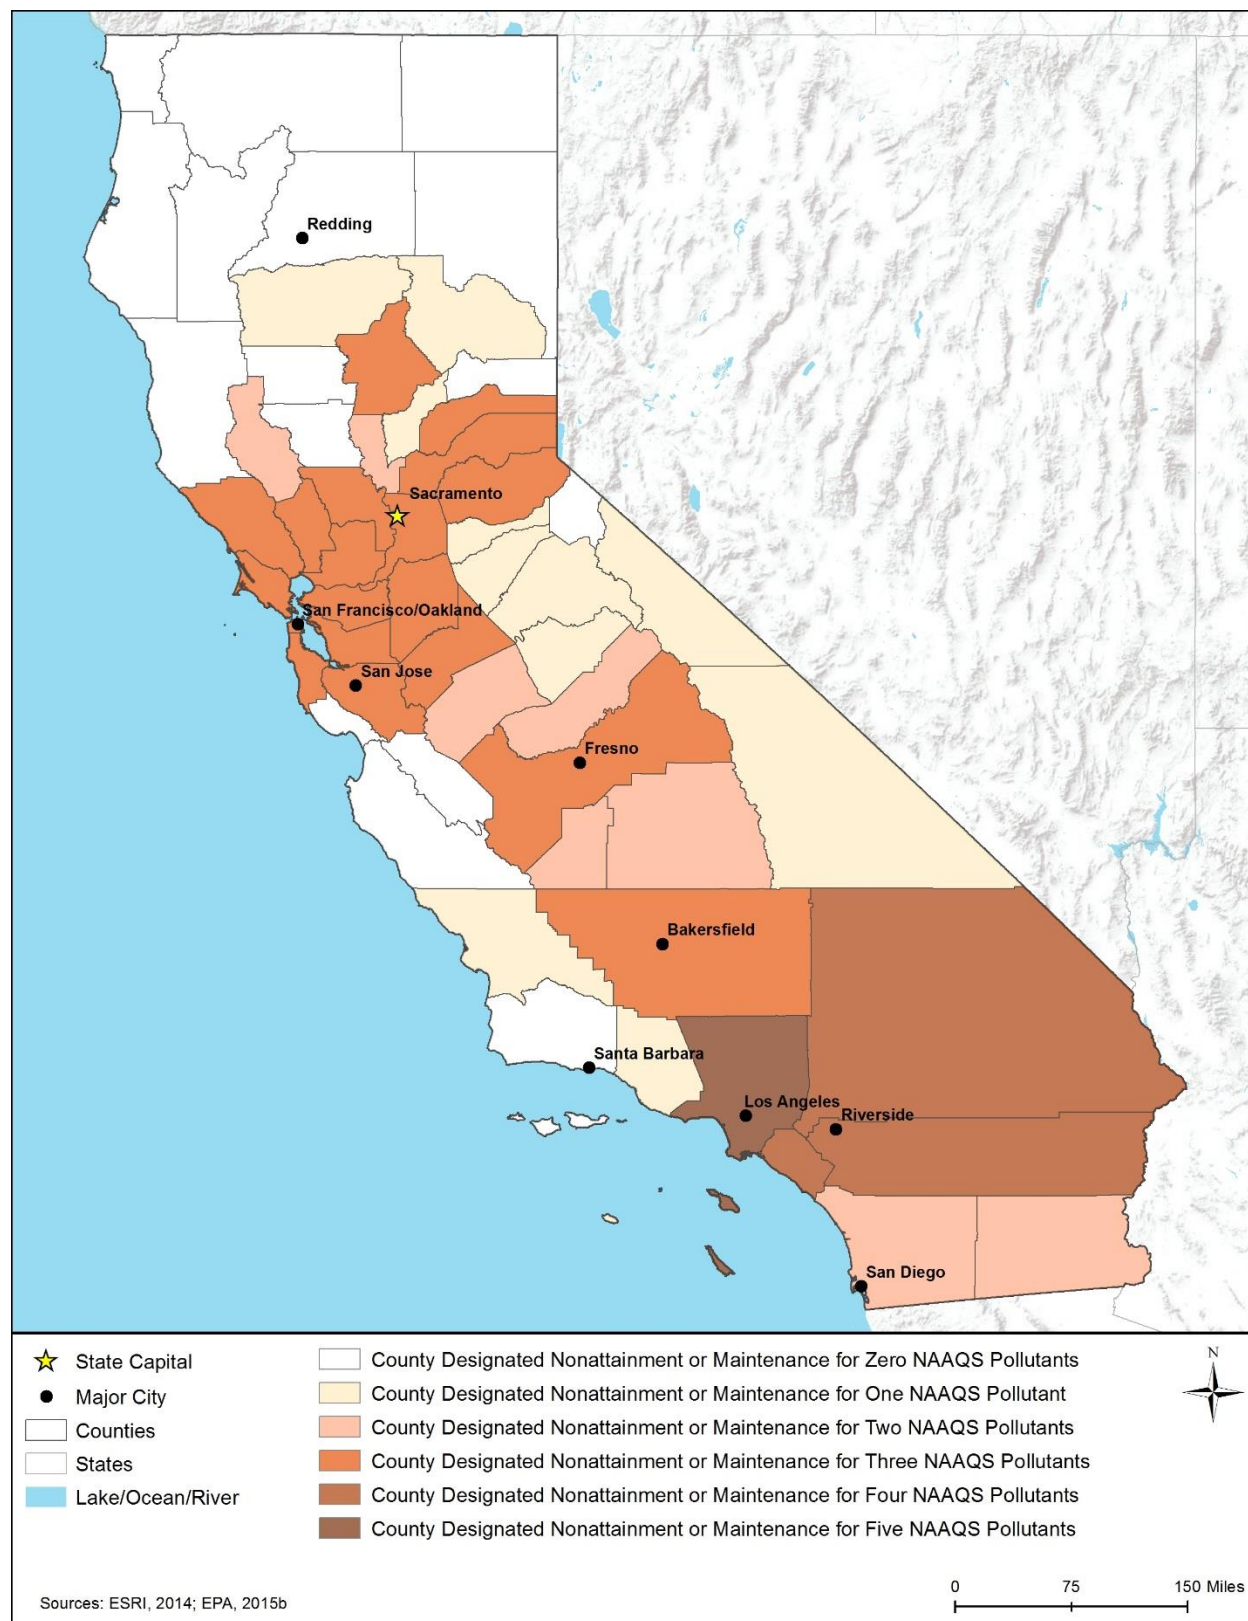 Redding
Sacramento
San Francisco/Oakland
San Jose
Fresno
Bakersfield
Santa Barbara
Los Angeles
Riverside
San Diego
State Capital
Major City
Counties
States
Lake/Ocean/River
County Designated Nonattainment or Maintenance for Zero NAAQS Pollutants
County Designated Nonattainment or Maintenance for One NAAQS Pollutant
County Designated Nonattainment or Maintenance for Two NAAQS Pollutants
County Designated Nonattainment or Maintenance for Three NAAQS Pollutants
County Designated Nonattainment or Maintenance for Four NAAQS Pollutants
County Designated Nonattainment or Maintenance for Five NAAQS Pollutants
N
0 75 150 Miles
Sources: ESRI, 2014; EPA, 2015b